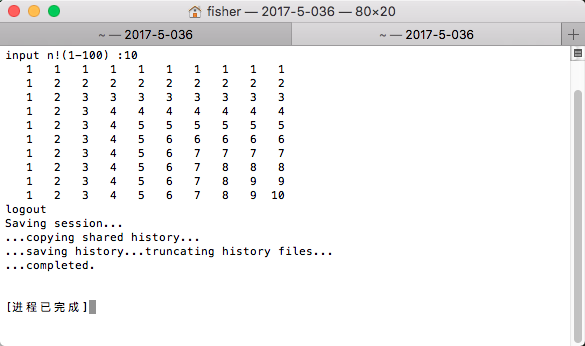 fisher — 2017-5-036 — 80×20
~ — 2017-5-036
~ — 2017-5-036
input n!(1-100) :10
1 1 1 1 1 1 1 1 1 1
1 2 2 2 2 2 2 2 2 2
1 2 3 3 3 3 3 3 3 3
1 2 3 4 4 4 4 4 4 4
1 2 3 4 5 5 5 5 5 5
1 2 3 4 5 6 6 6 6 6
1 2 3 4 5 6 7 7 7 7
1 2 3 4 5 6 7 8 8 8
1 2 3 4 5 6 7 8 9 9
1 2 3 4 5 6 7 8 9 10
logout
Saving session...
...copying shared history...
...saving history...truncating history files...
...completed.
[进程已完成]